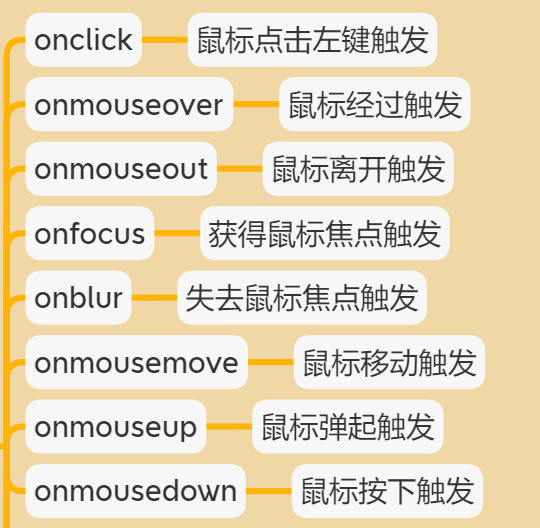 onclick 鼠标点击左键触发
onmouseover 鼠标经过触发
onmouseout 鼠标离开触发
onfocus 获得鼠标焦点触发
onblur 失去鼠标焦点触发
onmousemove 鼠标移动触发
onmouseup 鼠标弹起触发
onmousedown 鼠标按下触发